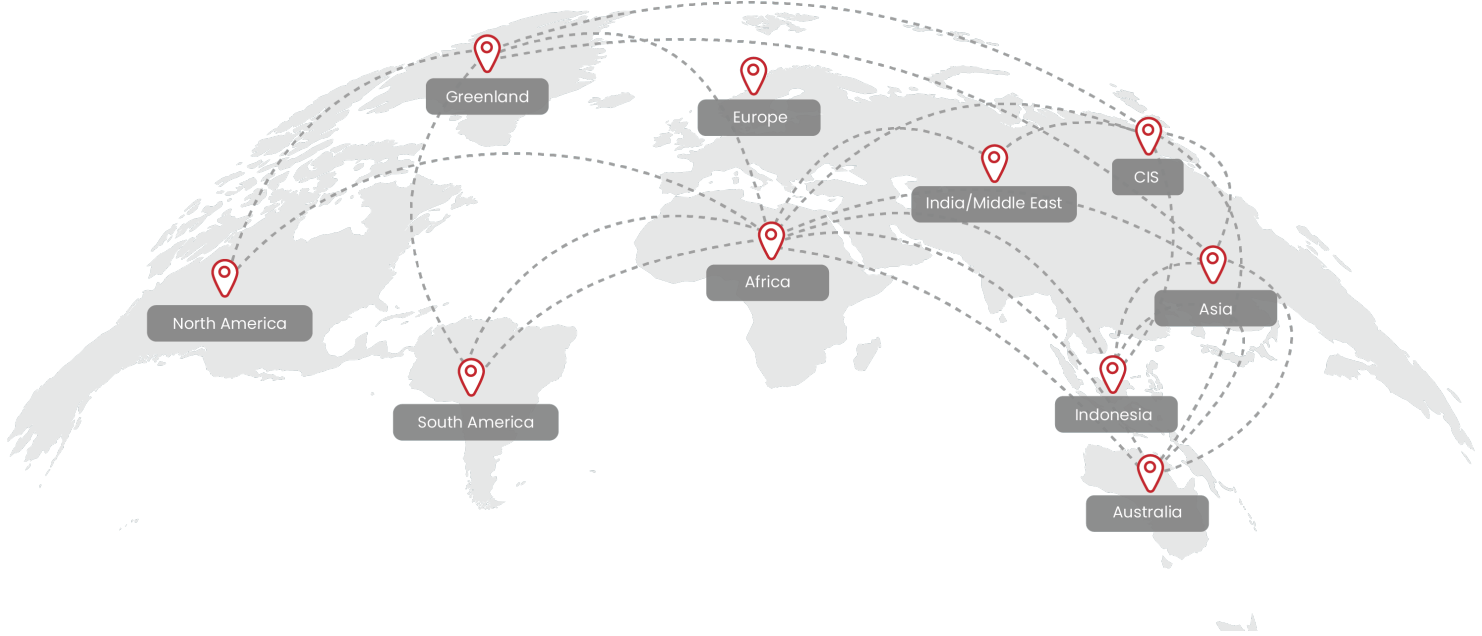 Greenland
Europe
CIS
India/Middle East
Africa
Asia
North America
South America
Indonesia
Australia